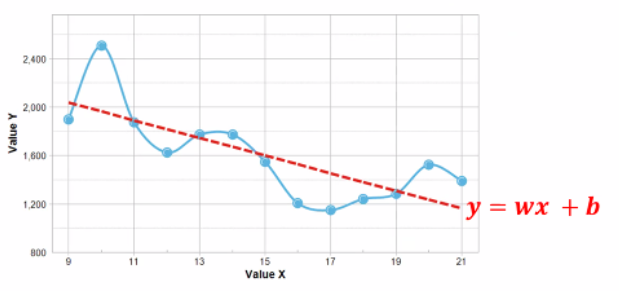 2,400
2,000
1,600
1,200
800
Value Y
9 11 13 15 17 19 21
Value X
y = wx + b